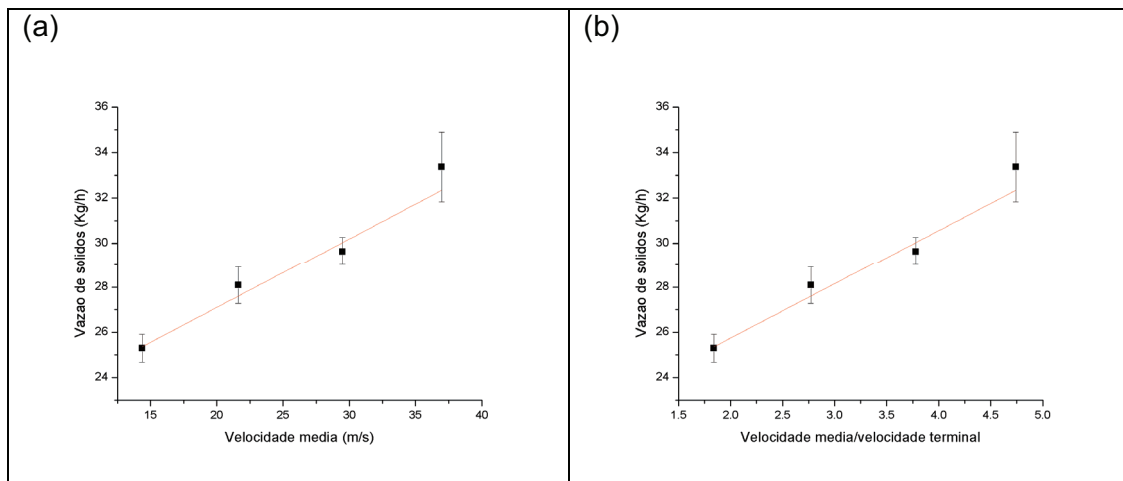 (a)
36
34
32
30
28
26
24
Vazao de solidos (Kg/h)
15 20 25 30 35 40
Velocidade media (m/s)
(b)
36
34
32
30
28
26
24
Vazao de solidos (Kg/h)
1.5 2.0 2.5 3.0 3.5 4.0 4.5 5.0
Velocidade media/velocidade terminal